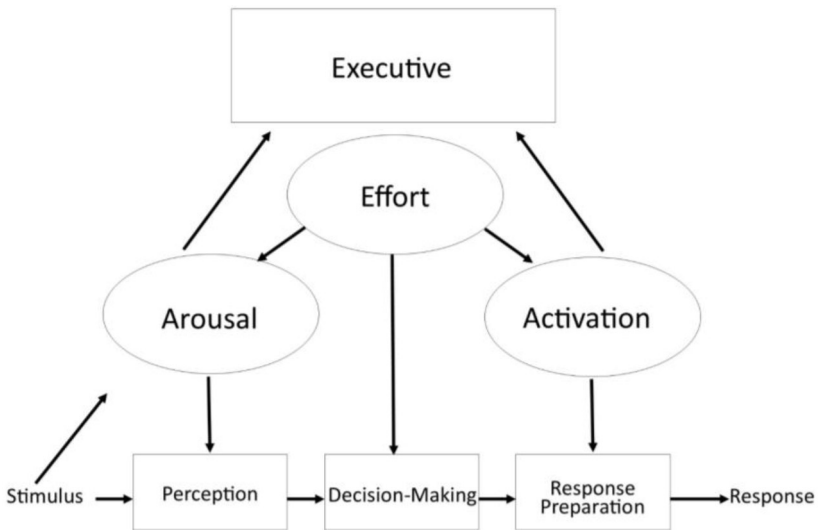 Executive
Effort
Arousal
Activation
Stimulus
Perception
Decision-Making
Response
Preparation
Response